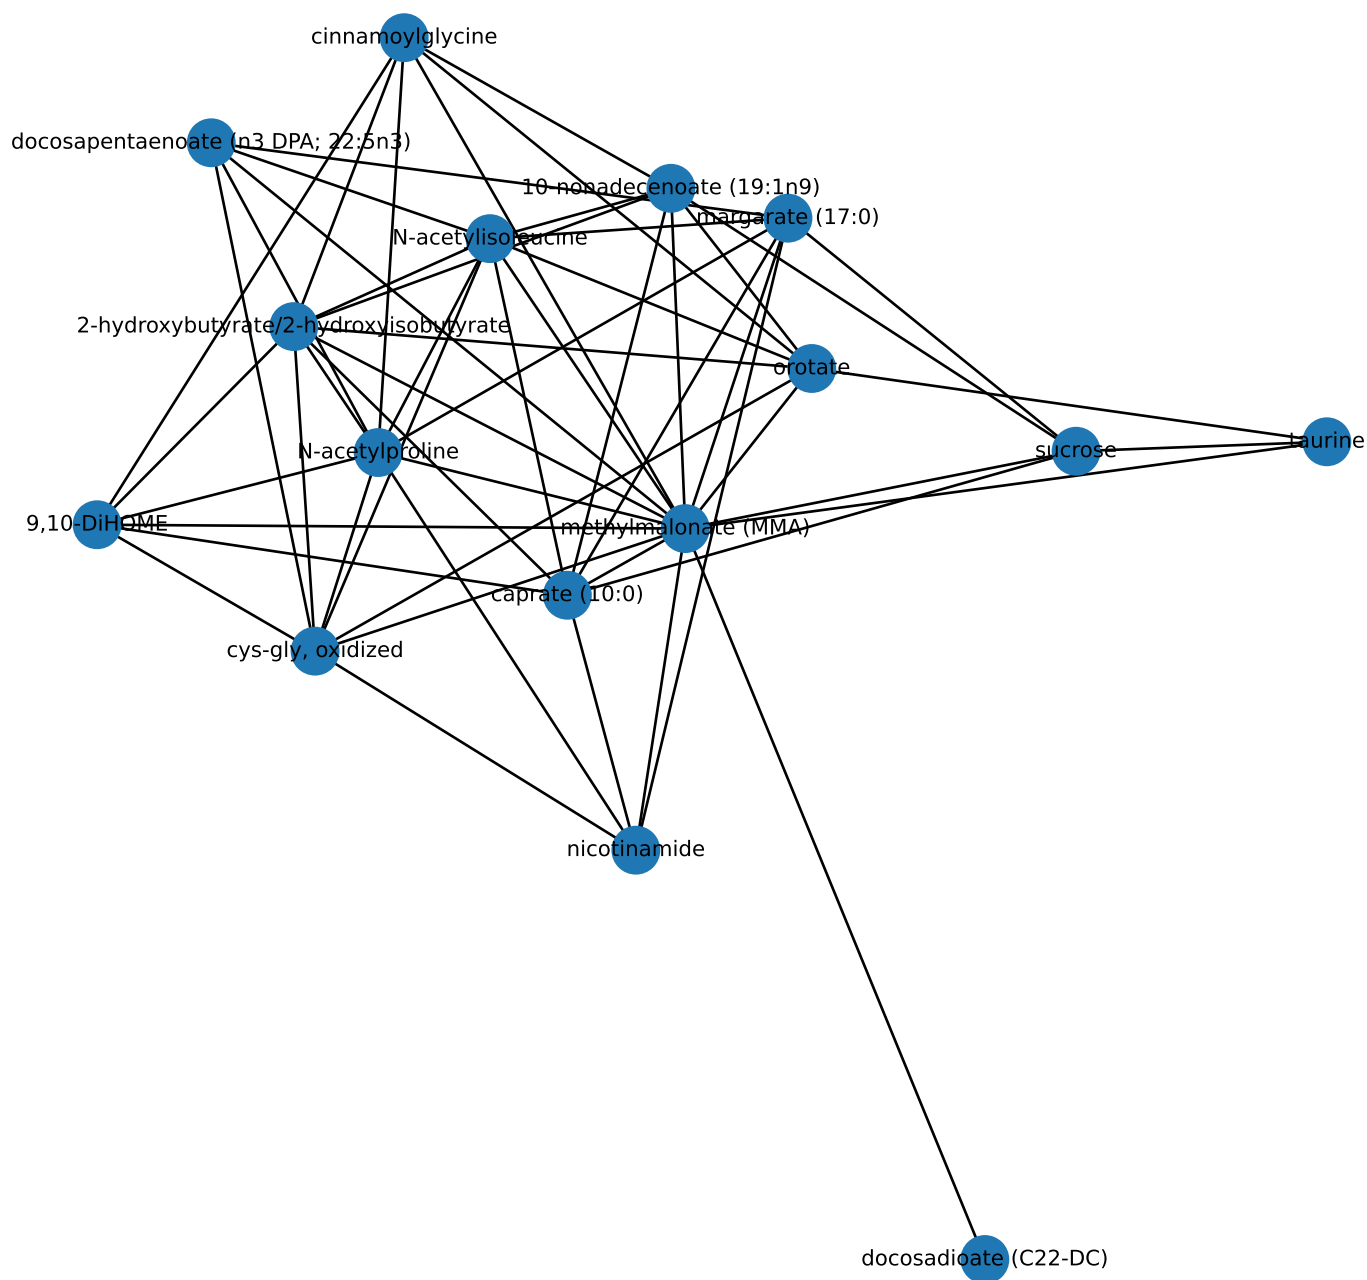 cinnamoylglycine
docosapentaenoate (n3 DPA; 22:5n3)
10-nonadecenoate (19:1n9)
margarate (17:0)
N-acetylisoleucine
2-hydroxybutyrate/2-hydroxyisobutyrate
orotate
taurine
N-acetylproline
sucrose
9,10-DiHOME
methylmalonate (MMA)
caprate (10:0)
cys-gly, oxidized
nicotinamide
docosadioate (C22-DC)